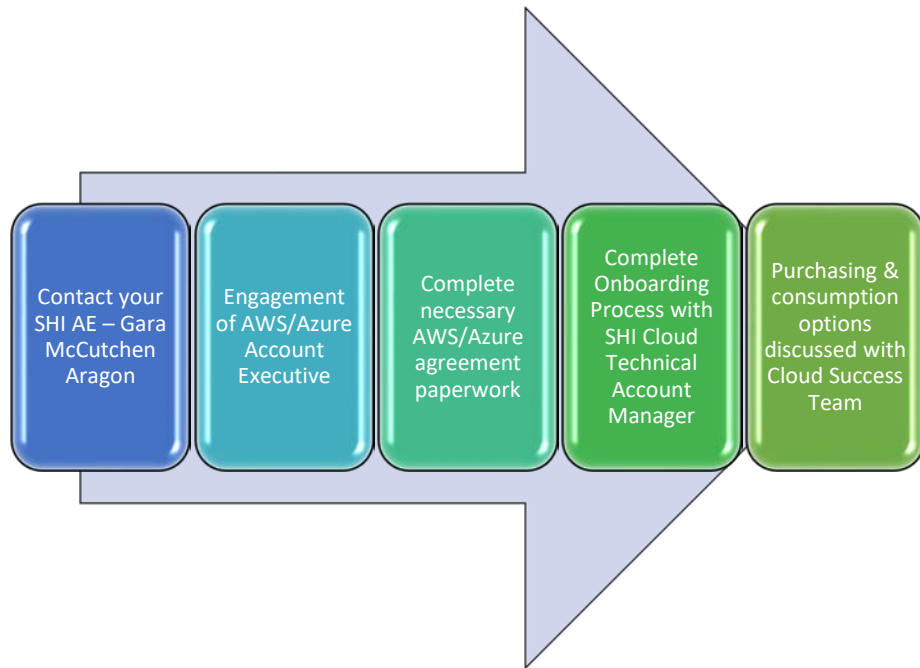 Contact your
SHI AE – Gara
McCutchen
Aragon
Engagement
of AWS/Azure
Account
Executive
Complete
necessary
AWS/Azure
agreement
paperwork
Complete
Onboarding
Process with
SHI Cloud
Technical
Account
Manager
Purchasing &
consumption
options
discussed with
Cloud Success
Team